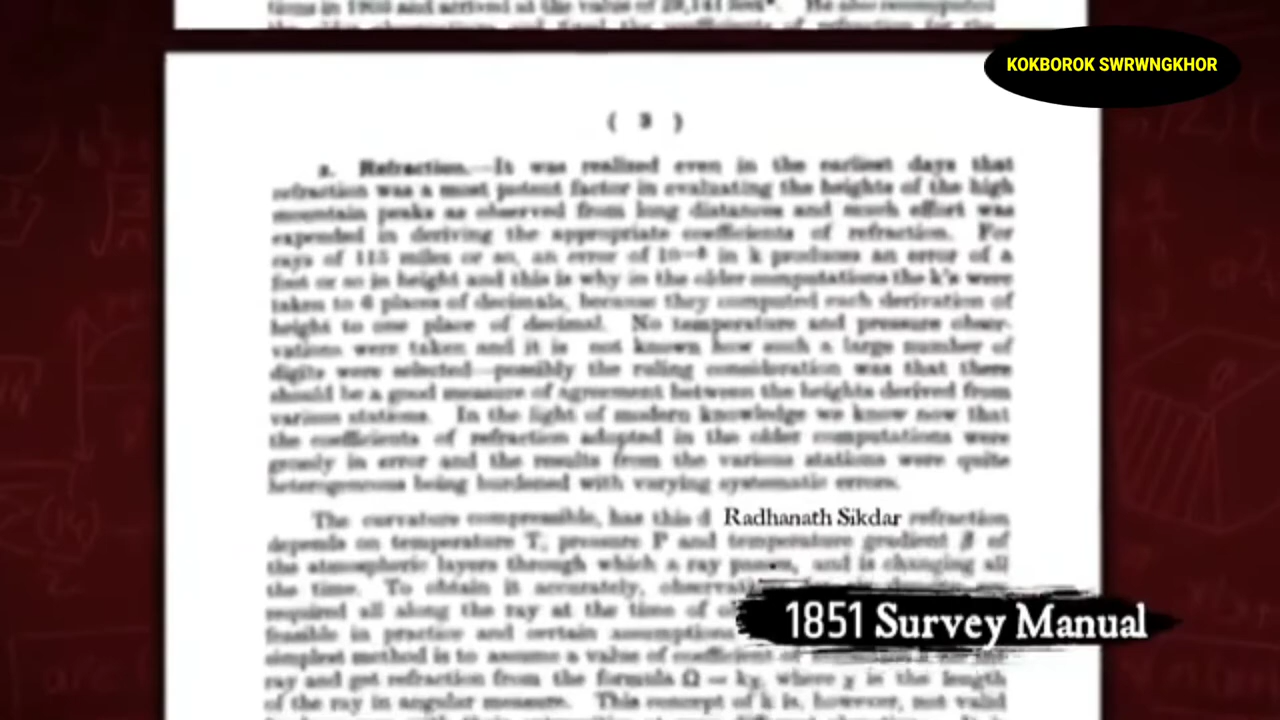 tions in 1905 and arrived at the value of 29,141 feet
KOKBOROK SWRWNGKHOR
( 3 )
2. Refraction.—It was realized even in the earliest days that
refraction was a most potent factor in evaluating the heights of the high
mountain peaks as observed from long distances and much effort was
expended in deriving the appropriate coefficients of refraction. For
rays of 115 miles or so, an error of in k produces an error of a
foot or so in height and this is why in the older computations the k's were
taken to 6 places of decimals, because they computed each derivation of
height to one place of decimal. No temperature and pressure obser-
vations were taken and it is not known how such a large number of
digits were selected—possibly the ruling consideration was that there
should be a good measure of agreement between the heights derived from
various stations. In the light of modern knowledge we know now that
the coefficients of refraction adopted in the older computations were
grossly in error and the results from the various stations were quite
heterogeneous being burdened with varying systematic errors.
The curvature compressible, has this d Radhanath Sikdar refraction
depends on temperature T, pressure P and temperature gradient β of
the atmospheric layers through which a ray passes, and is changing all
the time. To obtain it accurately,
required all along the ray at the time of
feasible in practice and certain assumptions
1851 Survey Manual
simplest method is to assume a value of coefficient of
ray and get refraction from the formula Ω = kχ, where χ is the length
of the ray in angular measure. This concept of k is, however, not valid